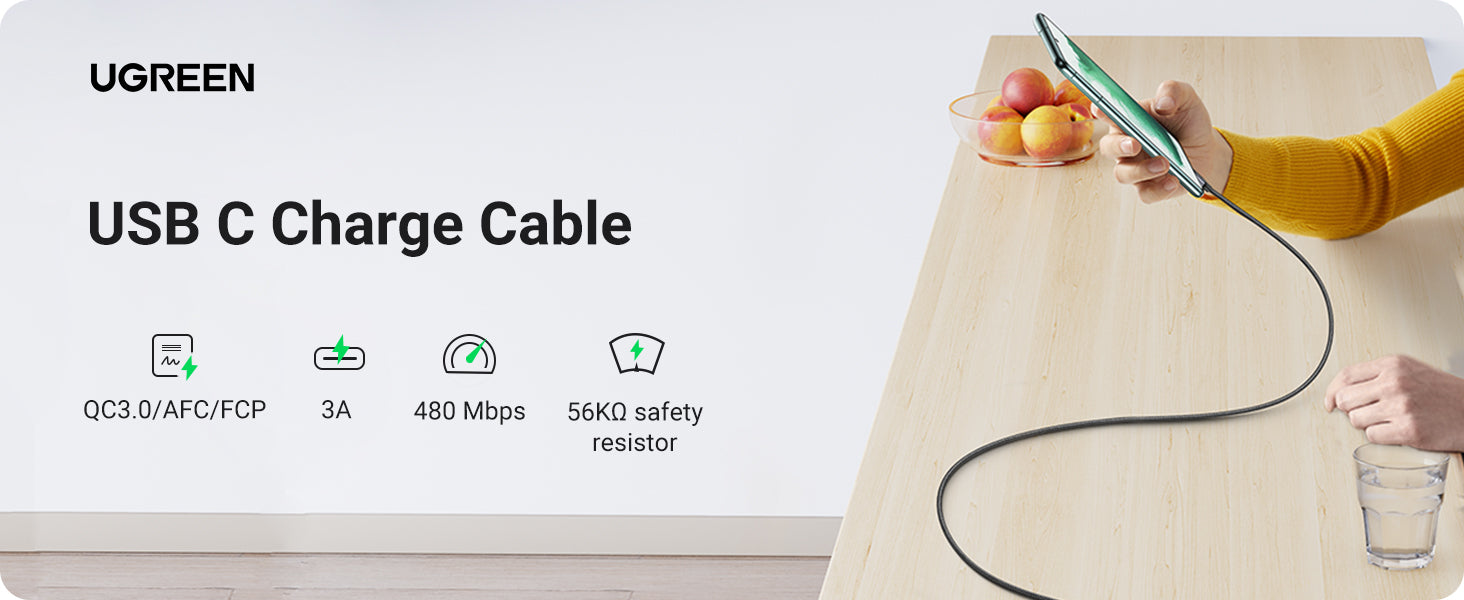 UGREEN
USB C Charge Cable
QC3.0/AFC/FCP
3A
480 Mbps
56KΩ safety
resistor